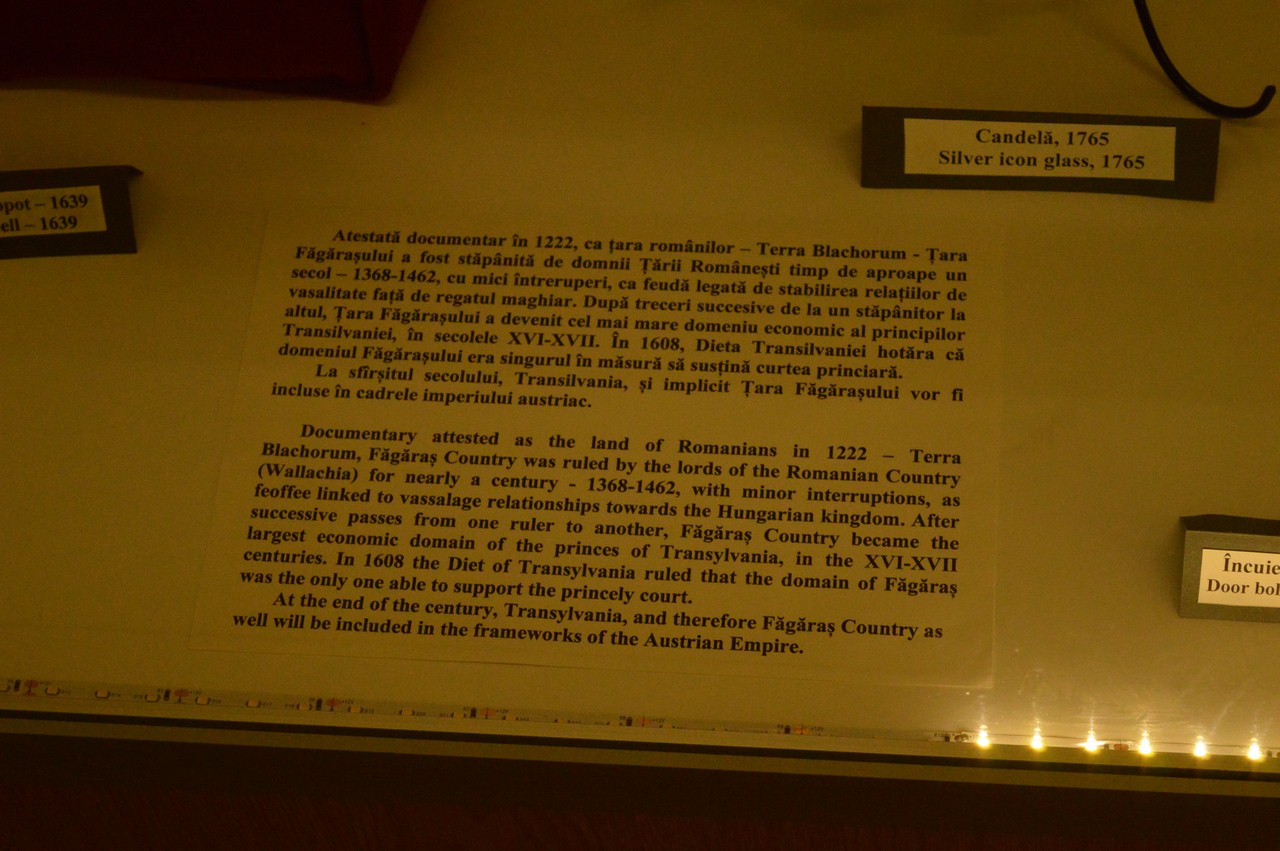 Candelă, 1765
Silver icon glass, 1765
– 1639
– 1639
Atestată documentar în 1222, ca țara românilor – Terra Blachorum - Țara
Făgărașului a fost stăpânită de domnii Țării Românești timp de aproape un
secol – 1368-1462, cu mici întreruperi, ca feudă legată de stabilirea relațiilor de
vasalitate față de regatul maghiar. După treceri succesive de la un stăpânitor la
altul, Țara Făgărașului a devenit cel mai mare domeniu economic al principilor
Transilvaniei, în secolele XVI-XVII. În 1608, Dieta Transilvaniei hotăra că
domeniul Făgărașului era singurul în măsură să susțină curtea princiară.
La sfîrșitul secolului, Transilvania, și implicit Țara Făgărașului vor fi
incluse în cadrele imperiului austriac.
Documentary attested as the land of Romanians in 1222 – Terra
Blachorum, Făgăraș Country was ruled by the lords of the Romanian Country
(Wallachia) for nearly a century - 1368-1462, with minor interruptions, as
feoffee linked to vassalage relationships towards the Hungarian kingdom. After
successive passes from one ruler to another, Făgăraș Country became the
largest economic domain of the princes of Transylvania, in the XVI-XVII
centuries. In 1608 the Diet of Transylvania ruled that the domain of Făgăraș
was the only one able to support the princely court.
At the end of the century, Transylvania, and therefore Făgăraș Country as
well will be included in the frameworks of the Austrian Empire.
Încuie
Door bol